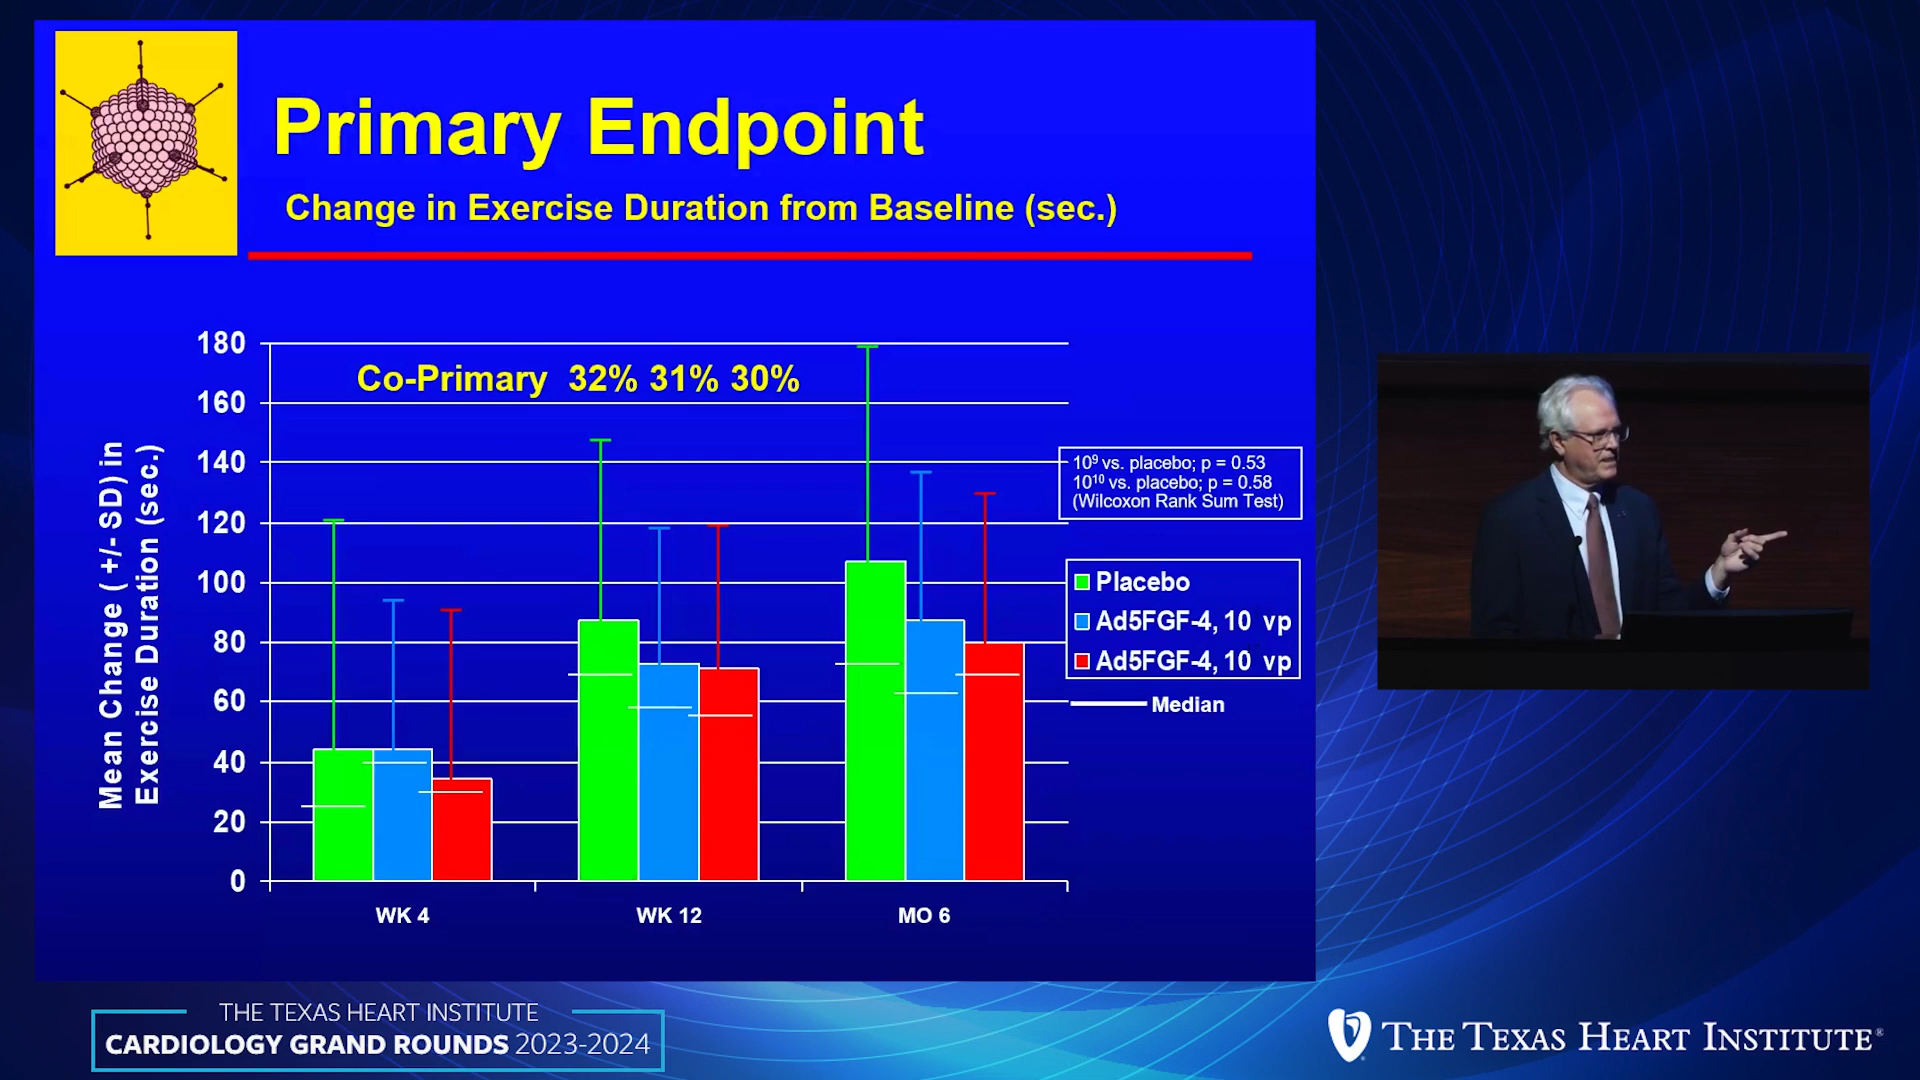 Primary Endpoint
Change in Exercise Duration from Baseline (sec.)
Mean Change ( +/- SD) in
Exercise Duration (sec.)
180
160
140
120
100
80
60
40
20
0
Co-Primary 32% 31% 30%
10⁹ vs. placebo; p = 0.53
10¹⁰ vs. placebo; p = 0.58
(Wilcoxon Rank Sum Test)
Placebo
Ad5FGF-4, 10 vp
Ad5FGF-4, 10 vp
Median
WK 4
WK 12
MO 6
THE TEXAS HEART INSTITUTE
CARDIOLOGY GRAND ROUNDS 2023-2024
THE TEXAS HEART INSTITUTE®